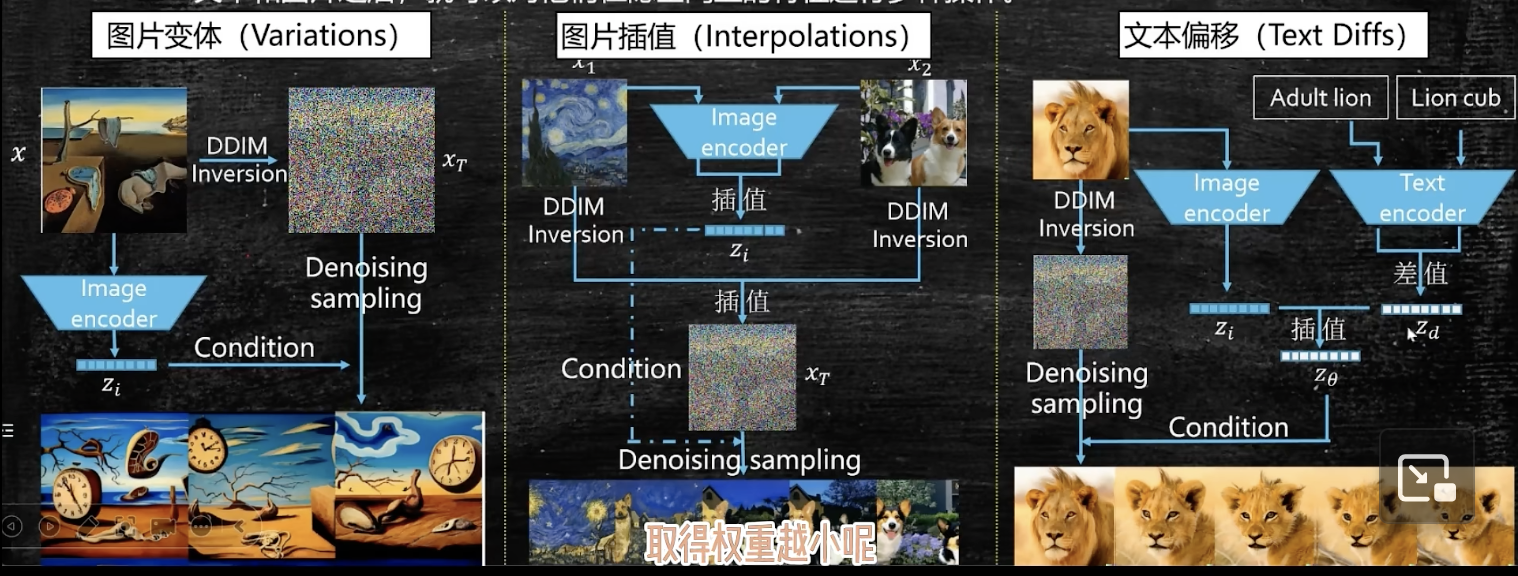 图片变体（Variations）
x
DDIM
Inversion
x_T
Image
encoder
z_i
Condition
Denoising
sampling
图片插值（Interpolations）
x_1
x_2
Image
encoder
DDIM
Inversion
插值
z_i
DDIM
Inversion
插值
Condition
x_T
Denoising sampling
取得权重越小呢
文本偏移（Text Diffs）
Adult lion
Lion cub
DDIM
Inversion
Image
encoder
Text
encoder
差值
z_i
插值
z_d
z_θ
Denoising
sampling
Condition